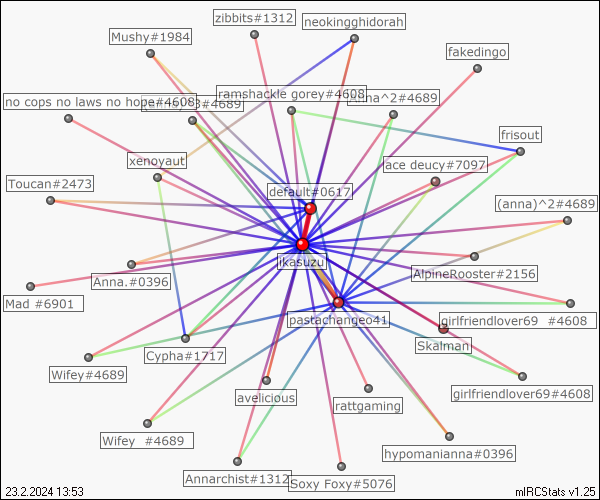 zibbits#1312
neokingghidorah
Mushy#1984
fakedingo
ramshackle gorey#4608
no cops no laws no hope#4608
#4689
Anna^2#4689
frisout
xenoyaut
ace deucy#7097
Toucan#2473
default#0617
(anna)^2#4689
jkasuzu
Anna.#0396
AlpineRooster#2156
Mad #6901
pastachangeo41
girlfriendlover69 #4608
Skalman
Cypha#1717
Wifey#4689
avelicious
rattgaming
girlfriendlover69#4608
Wifey #4689
hypomanianna#0396
Annarchist#1312
Soxy Foxy#5076
23.2.2024 13:53
mIRCStats v1.25